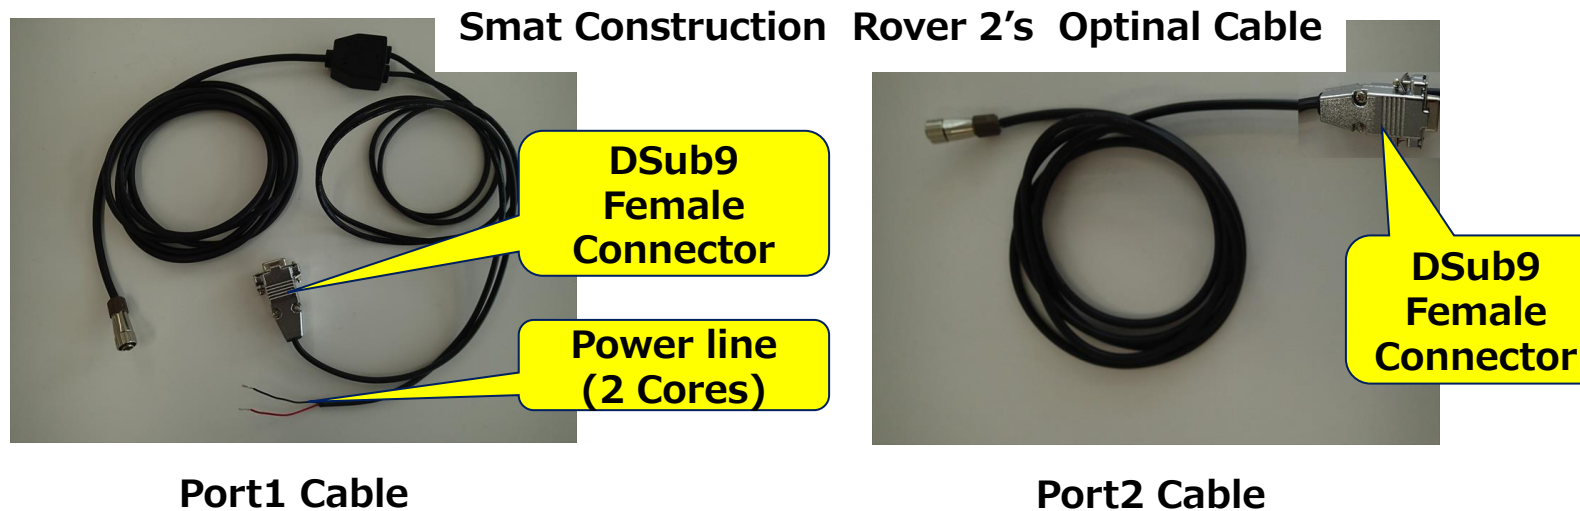 Smat Construction Rover 2's Optinal Cable
DSub9
Female
Connector
Power line
(2 Cores)
Port1 Cable
DSub9
Female
Connector
Port2 Cable